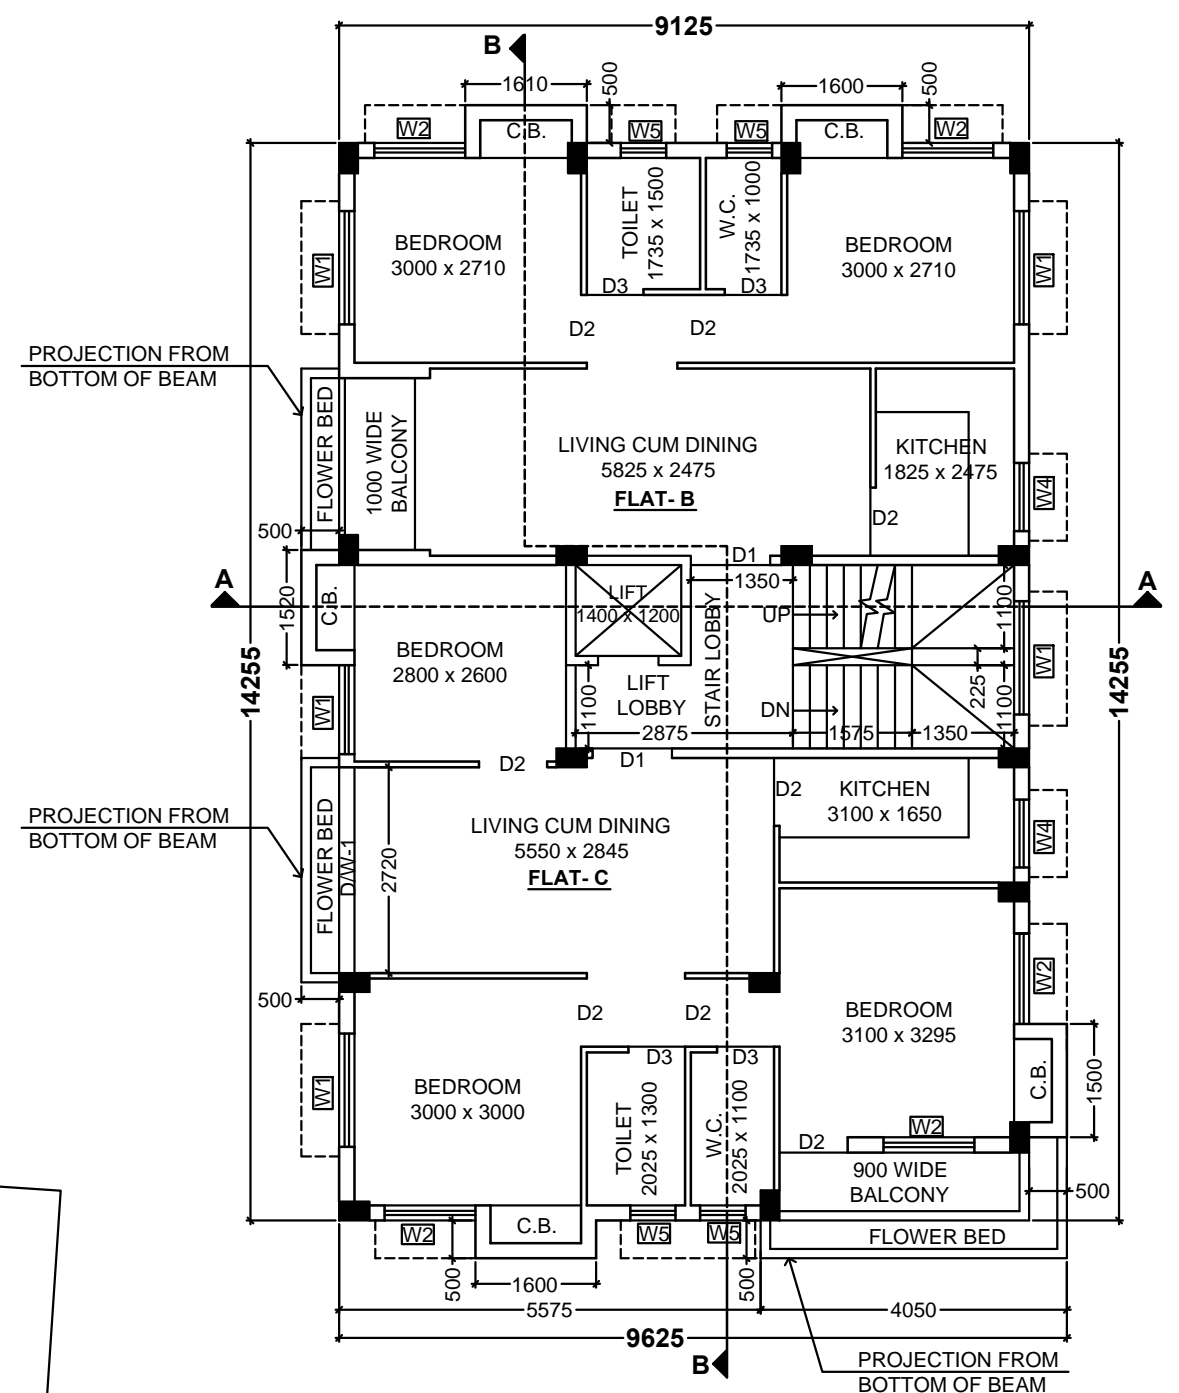 9125
B
1610
500
1600
500
W2
C.B.
W5
W5
C.B.
W2
TOILET
1735 x 1500
W.C.
1735 x 1000
BEDROOM
3000 x 2710
BEDROOM
3000 x 2710
W1
W1
D3
D3
D2
D2
PROJECTION FROM
BOTTOM OF BEAM
FLOWER BED
1000 WIDE
BALCONY
LIVING CUM DINING
5825 x 2475
FLAT- B
KITCHEN
1825 x 2475
W4
D2
500
D1
A
A
1520
C.B.
LIFT
1400 x 1200
1350
UP
1100
BEDROOM
2800 x 2600
STAIR LOBBY
W1
14255
14255
W1
LIFT
LOBBY
1100
DN
225
1100
2875
1575
1350
D2
D1
PROJECTION FROM
BOTTOM OF BEAM
FLOWER BED
D/W-1
2720
LIVING CUM DINING
5550 x 2845
FLAT- C
D2
KITCHEN
3100 x 1650
W4
W2
500
D2
D2
BEDROOM
3100 x 3295
W1
BEDROOM
3000 x 3000
D3
D3
TOILET
2025 x 1300
W.C.
2025 x 1100
C.B.
1500
D2
W2
900 WIDE
BALCONY
500
W2
C.B.
W5
W5
FLOWER BED
500
1600
500
5575
4050
9625
B
PROJECTION FROM
BOTTOM OF BEAM